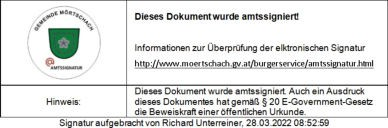 GEMEINDE MÖRTSCHACH
@
AMTSSIGNATUR
Dieses Dokument wurde amtssigniert!
Informationen zur Überprüfung der elktronischen Signatur
http://www.moertschach.gv.at/burgerservice/amtssignatur.html
Hinweis:
Dieses Dokument wurde amtssigniert. Auch ein Ausdruck
dieses Dokumentes hat gemäß § 20 E-Government-Gesetz
die Beweiskraft einer öffentlichen Urkunde.
Signatur aufgebracht von Richard Unterreiner, 28.03.2022 08:52:59